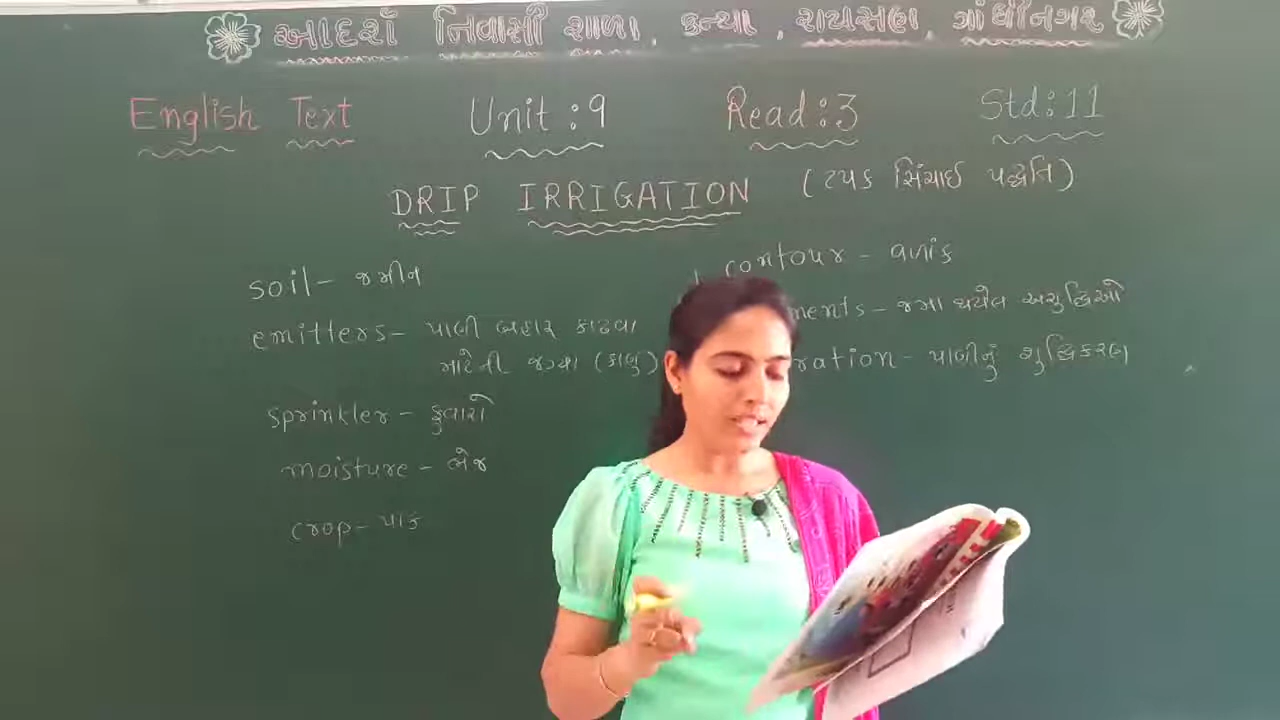 આદર્શ નિવાસી શાળા, કન્યા, રાયસણ, ગાંધીનગર
English Text Unit:9 Read:3 Std:11
DRIP IRRIGATION (ટપક સિંચાઈ પદ્ધતિ)
soil - જમીન
emitters - પાણી બહાર કાઢવા
માટેની જગ્યા (કાણુ)
sprinkler - ફુવારો
moisture - ભેજ
crop - પાક
contour - વળાંક
ments - જમા થયેલ અશુદ્ધિઓ
ration - પાણીનું શુદ્ધિકરણ